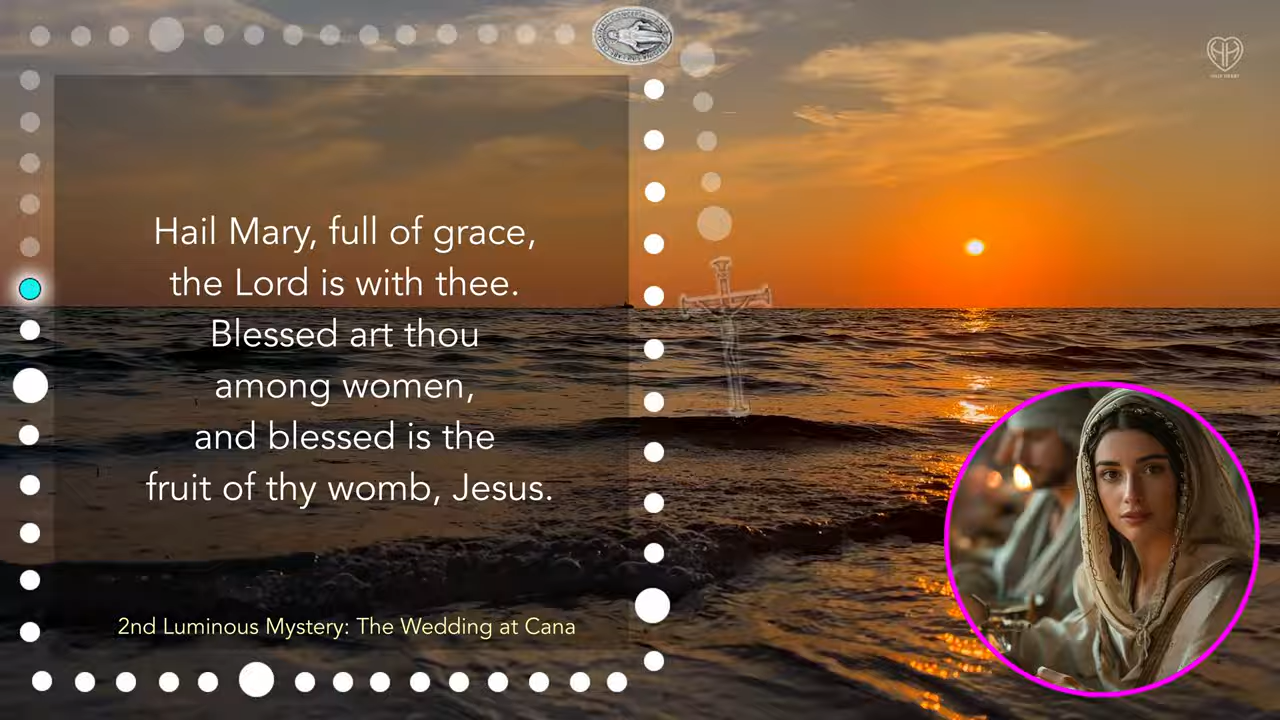 Hail Mary, full of grace,
the Lord is with thee.
Blessed art thou
among women,
and blessed is the
fruit of thy womb, Jesus.
2nd Luminous Mystery: The Wedding at Cana